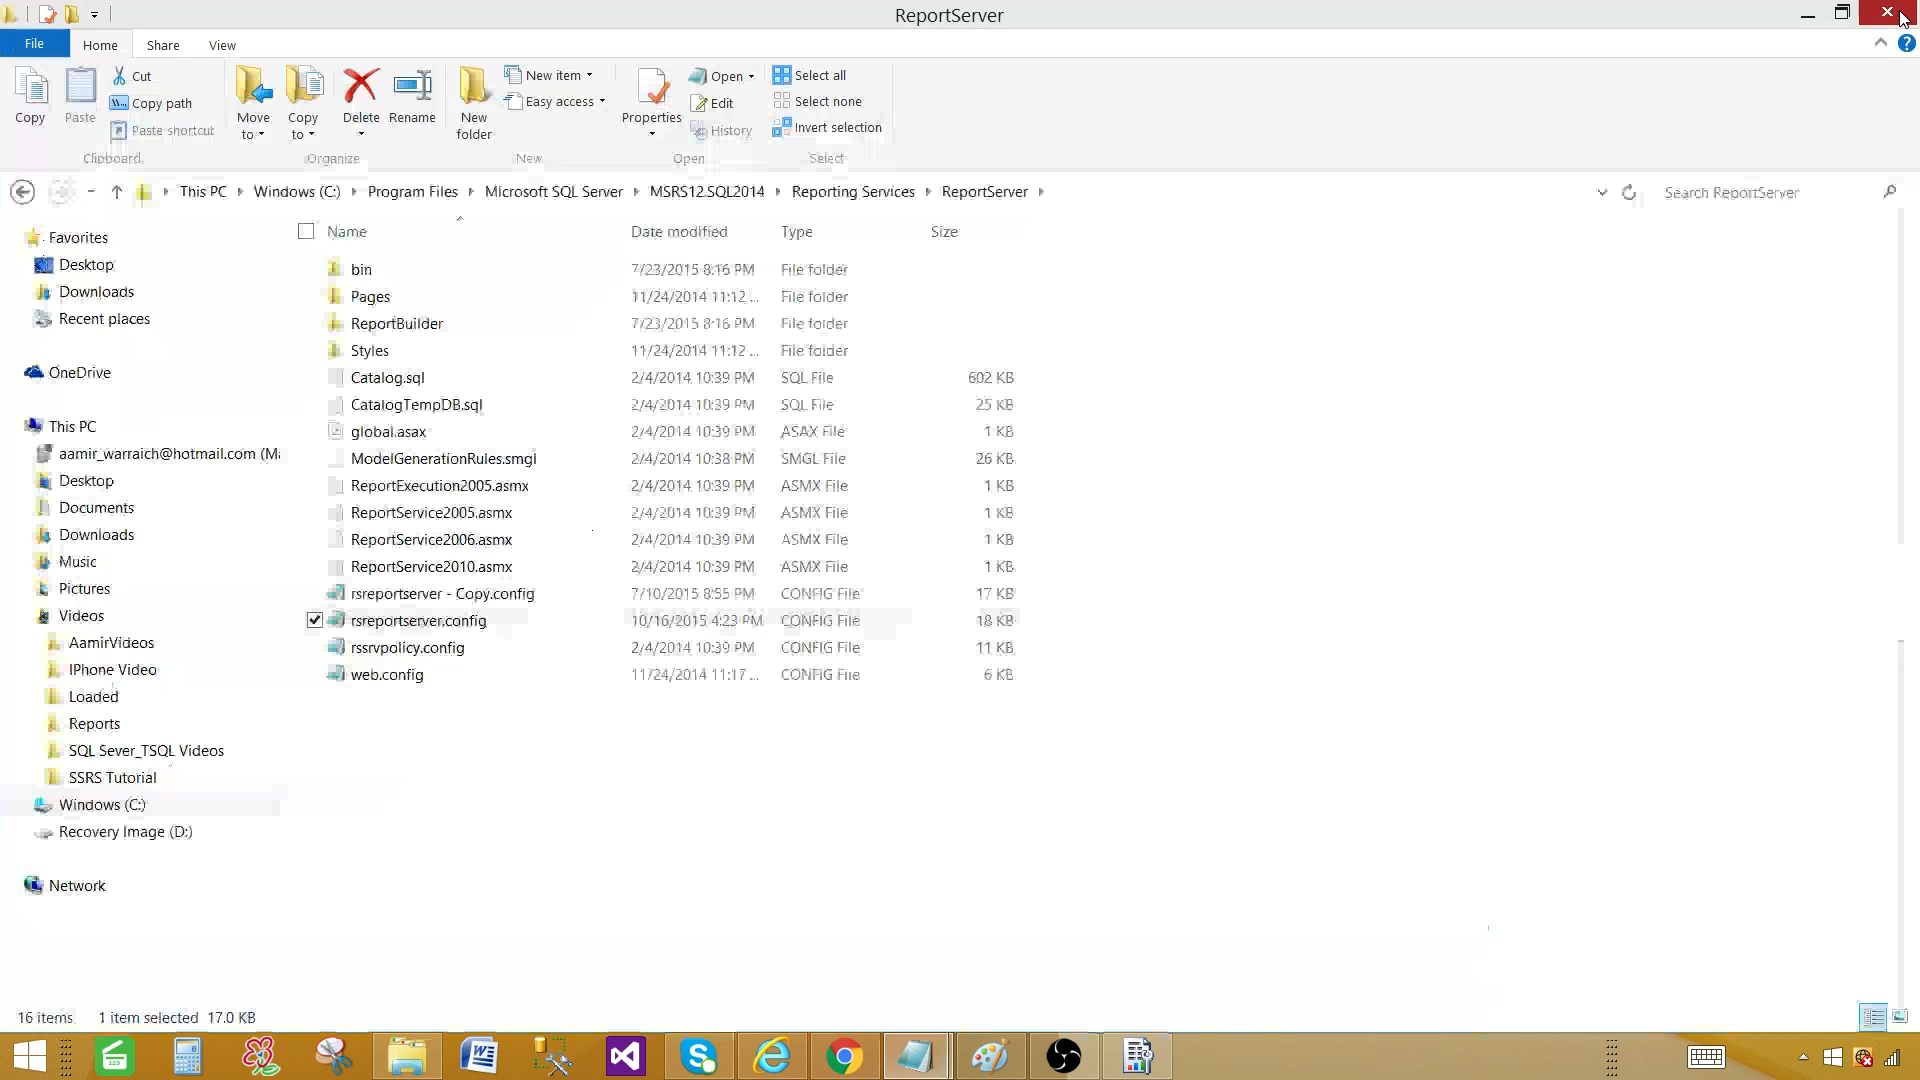 ReportServer
File Home Share View
Copy
Paste
Cut
Copy path
Paste shortcut
Clipboard
Move to
Copy to
Delete
Rename
Organize
New folder
New item
Easy access
New
Properties
Open
Edit
History
Open
Select all
Select none
Invert selection
Select
This PC Windows (C:) Program Files Microsoft SQL Server MSRS12.SQL2014 Reporting Services ReportServer
Search ReportServer
Favorites
Desktop
Downloads
Recent places
OneDrive
This PC
aamir_warraich@hotmail.com (Ma
Desktop
Documents
Downloads
Music
Pictures
Videos
AamirVideos
IPhone Video
Loaded
Reports
SQL Sever_TSQL Videos
SSRS Tutorial
Windows (C:)
Recovery Image (D:)
Network
Name Date modified Type Size
bin 7/23/2015 8:16 PM File folder
Pages 11/24/2014 11:12 ... File folder
ReportBuilder 7/23/2015 8:16 PM File folder
Styles 11/24/2014 11:12 ... File folder
Catalog.sql 2/4/2014 10:39 PM SQL File 602 KB
CatalogTempDB.sql 2/4/2014 10:39 PM SQL File 25 KB
global.asax 2/4/2014 10:39 PM ASAX File 1 KB
ModelGenerationRules.smgl 2/4/2014 10:38 PM SMGL File 26 KB
ReportExecution2005.asmx 2/4/2014 10:39 PM ASMX File 1 KB
ReportService2005.asmx 2/4/2014 10:39 PM ASMX File 1 KB
ReportService2006.asmx 2/4/2014 10:39 PM ASMX File 1 KB
ReportService2010.asmx 2/4/2014 10:39 PM ASMX File 1 KB
rsreportserver - Copy.config 7/10/2015 8:55 PM CONFIG File 17 KB
rsreportserver.config 10/16/2015 4:23 PM CONFIG File 18 KB
rssrvpolicy.config 2/4/2014 10:39 PM CONFIG File 11 KB
web.config 11/24/2014 11:17 ... CONFIG File 6 KB
16 items 1 item selected 17.0 KB